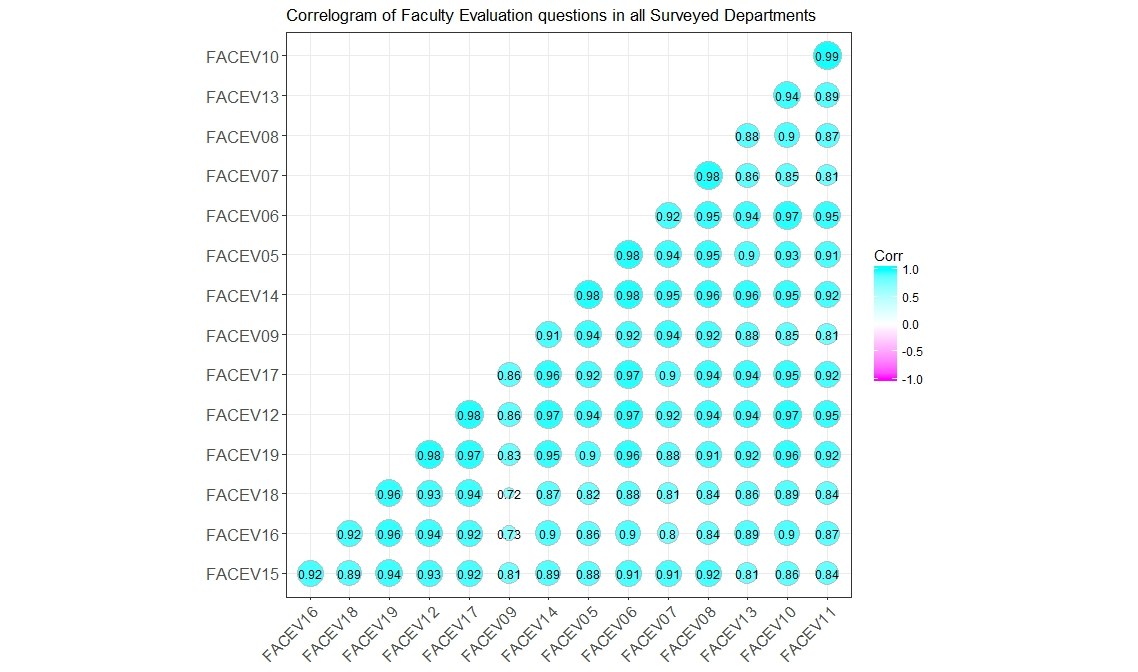 Correlogram of Faculty Evaluation questions in all Surveyed Departments
FACEV10 0.99
FACEV13 0.94 0.89
FACEV08 0.88 0.9 0.87
FACEV07 0.98 0.86 0.85 0.81
FACEV06 0.92 0.95 0.94 0.97 0.95
FACEV05 0.98 0.94 0.95 0.9 0.93 0.91
FACEV14 0.98 0.98 0.95 0.96 0.96 0.95 0.92
FACEV09 0.91 0.94 0.92 0.94 0.92 0.88 0.85 0.81
FACEV17 0.86 0.96 0.92 0.97 0.9 0.94 0.94 0.95 0.92
FACEV12 0.98 0.86 0.97 0.94 0.97 0.92 0.94 0.94 0.97 0.95
FACEV19 0.98 0.97 0.83 0.95 0.9 0.96 0.88 0.91 0.92 0.96 0.92
FACEV18 0.96 0.93 0.94 0.72 0.87 0.82 0.88 0.81 0.84 0.86 0.89 0.84
FACEV16 0.92 0.96 0.94 0.92 0.73 0.9 0.86 0.9 0.8 0.84 0.89 0.9 0.87
FACEV15 0.92 0.89 0.94 0.93 0.92 0.81 0.89 0.88 0.91 0.91 0.92 0.81 0.86 0.84
FACEV16 FACEV18 FACEV19 FACEV12 FACEV17 FACEV09 FACEV14 FACEV05 FACEV06 FACEV07 FACEV08 FACEV13 FACEV10 FACEV11
Corr
1.0
0.5
0.0
-0.5
-1.0